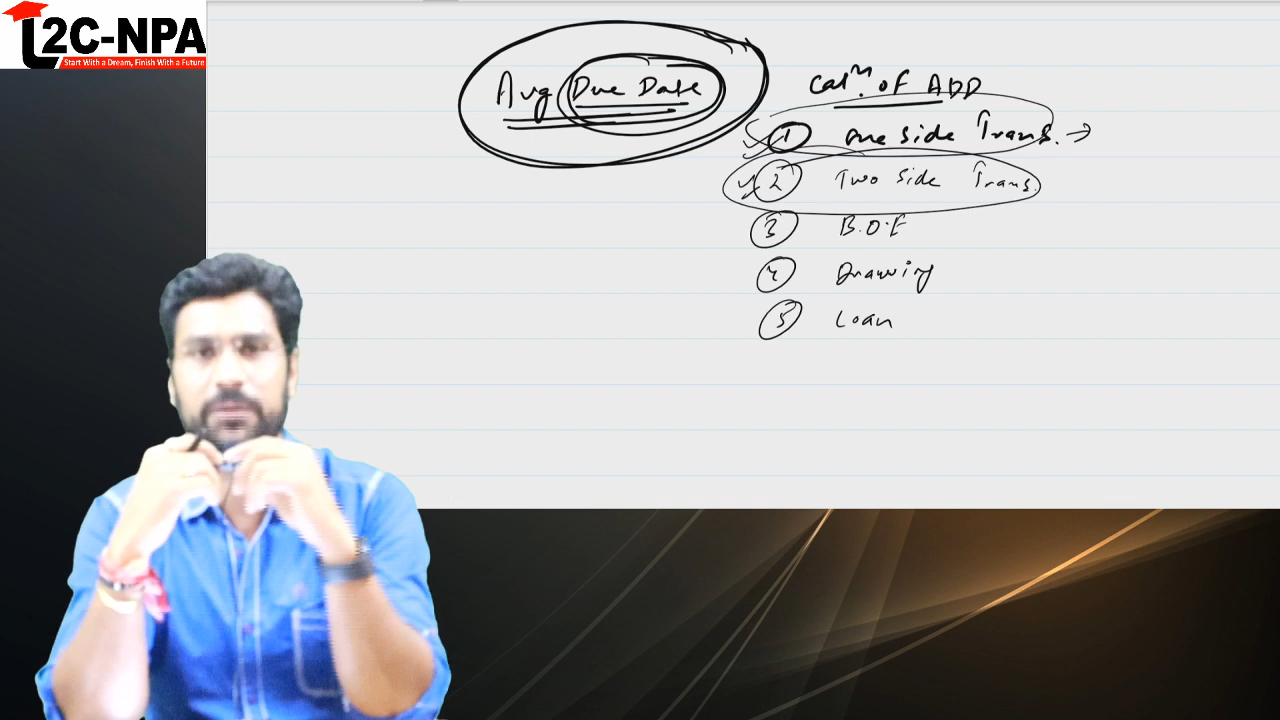 L2C-NPA
Start With a Dream, Finish With a Future
Avg Due Date
Caln. of ADD
1 one side Trans. →
2 Two side Trans.
3 B.O.E
4 Drawing
5 Loan